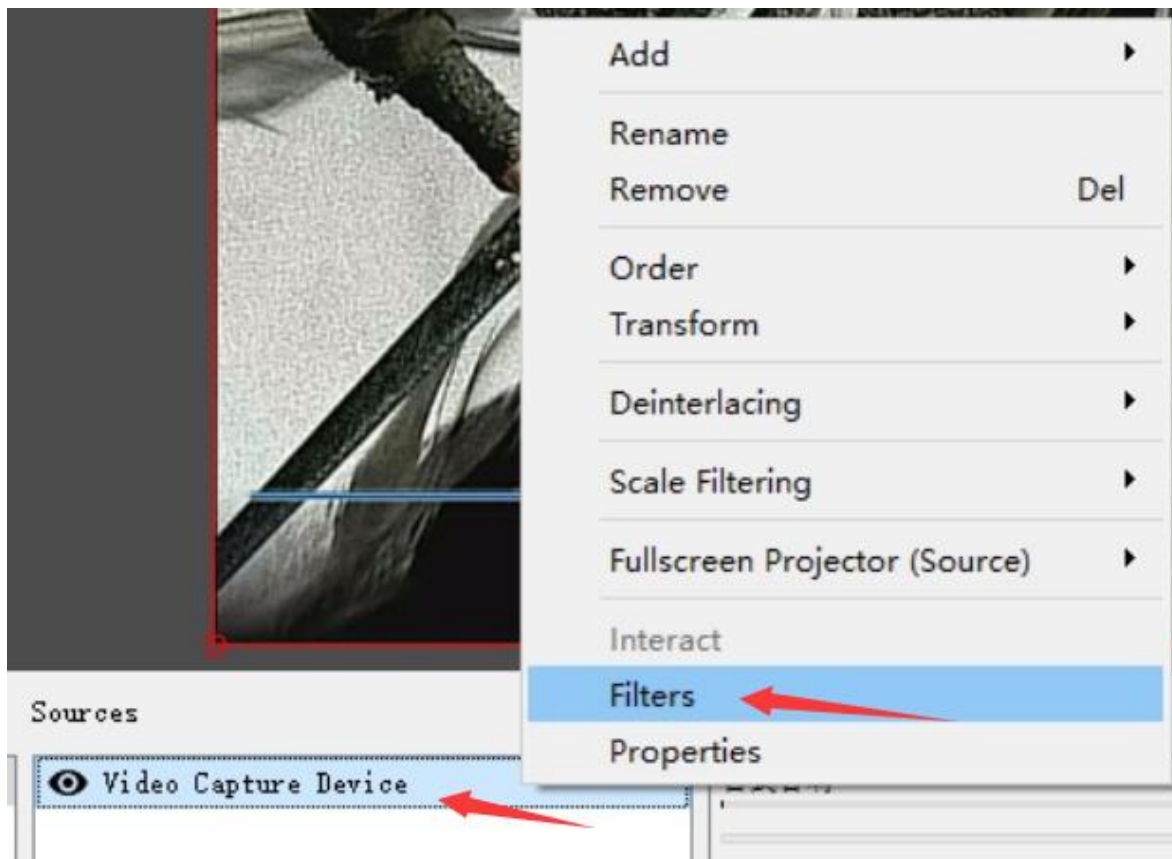 Add
Rename
Remove Del
Order
Transform
Deinterlacing
Scale Filtering
Fullscreen Projector (Source)
Interact
Filters
Properties
Sources
Video Capture Device